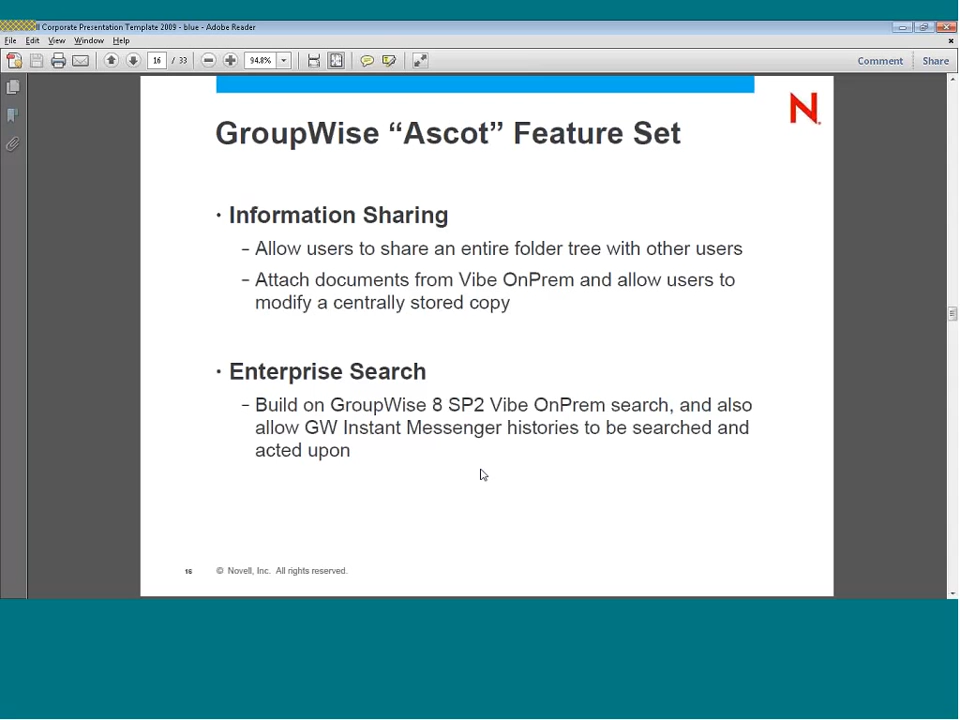 ll Corporate Presentation Template 2009 - blue - Adobe Reader
File Edit View Window Help
16 / 33 94.8% Comment Share
N
GroupWise “Ascot” Feature Set
• Information Sharing
– Allow users to share an entire folder tree with other users
– Attach documents from Vibe OnPrem and allow users to
modify a centrally stored copy
• Enterprise Search
– Build on GroupWise 8 SP2 Vibe OnPrem search, and also
allow GW Instant Messenger histories to be searched and
acted upon
16 © Novell, Inc. All rights reserved.